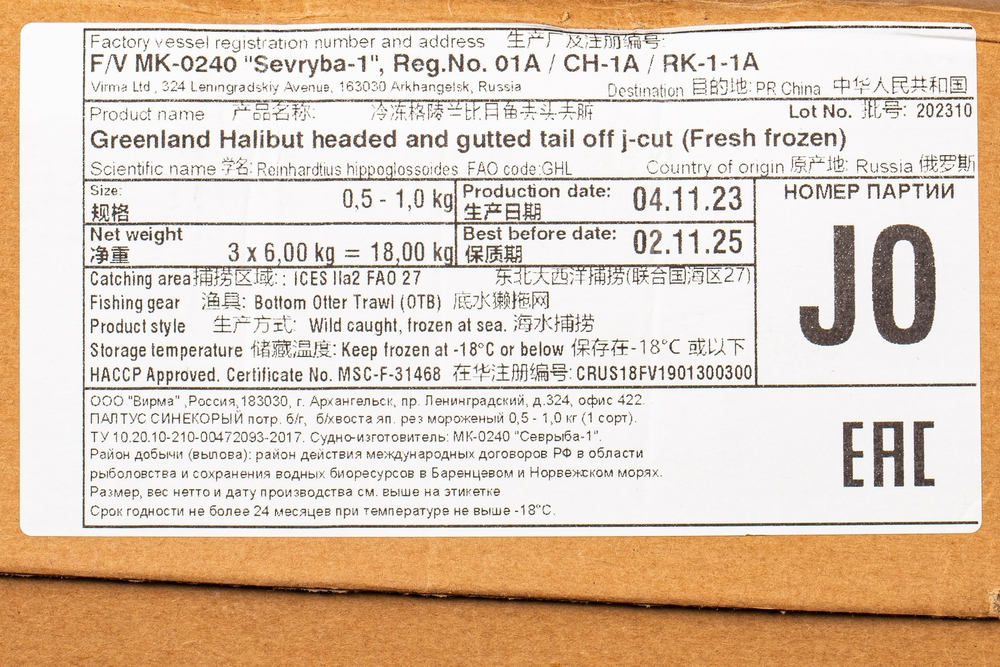 Factory vessel registration number and address 生产厂及注册编号:
F/V MK-0240 "Sevryba-1", Reg.No. 01A / CH-1A / RK-1-1A
Virma Ltd., 324 Leningradskiy Avenue, 163030 Arkhangelsk, Russia Destination 目的地: PR China 中华人民共和国
Product name 产品名称: 冷冻格陵兰比目鱼去头去脏 Lot No. 批号: 202310
Greenland Halibut headed and gutted tail off j-cut (Fresh frozen)
Scientific name 学名: Reinhardtius hippoglossoides FAO code:GHL Country of origin 原产地: Russia 俄罗斯
Size: 0,5 - 1,0 kg Production date: 04.11.23 НОМЕР ПАРТИИ
规格 生产日期
Net weight 3 x 6,00 kg = 18,00 kg Best before date: 02.11.25 JO
净重 保质期
Catching area 捕捞区域: : ICES IIa2 FAO 27 东北大西洋捕捞(联合国海区27)
Fishing gear 渔具: Bottom Otter Trawl (OTB) 底水獭拖网
Product style 生产方式: Wild caught, frozen at sea. 海水捕捞
Storage temperature 储藏温度: Keep frozen at -18°C or below 保存在-18°C 或以下
HACCP Approved. Certificate No. MSC-F-31468 在华注册编号: CRUS18FV1901300300
ООО "Вирма" ,Россия,183030, г. Архангельск, пр. Ленинградский, д.324, офис 422.
ПАЛТУС СИНЕКОРЫЙ потр. б/г, б/хвоста яп. рез мороженый 0,5 - 1,0 кг (1 сорт).
ТУ 10.20.10-210-00472093-2017. Судно-изготовитель: МК-0240 "Севрыба-1".
Район добычи (вылова): район действия международных договоров РФ в области
рыболовства и сохранения водных биоресурсов в Баренцевом и Норвежском морях.
Размер, вес нетто и дату производства см. выше на этикетке
Срок годности не более 24 месяцев при температуре не выше -18°С.
EAC